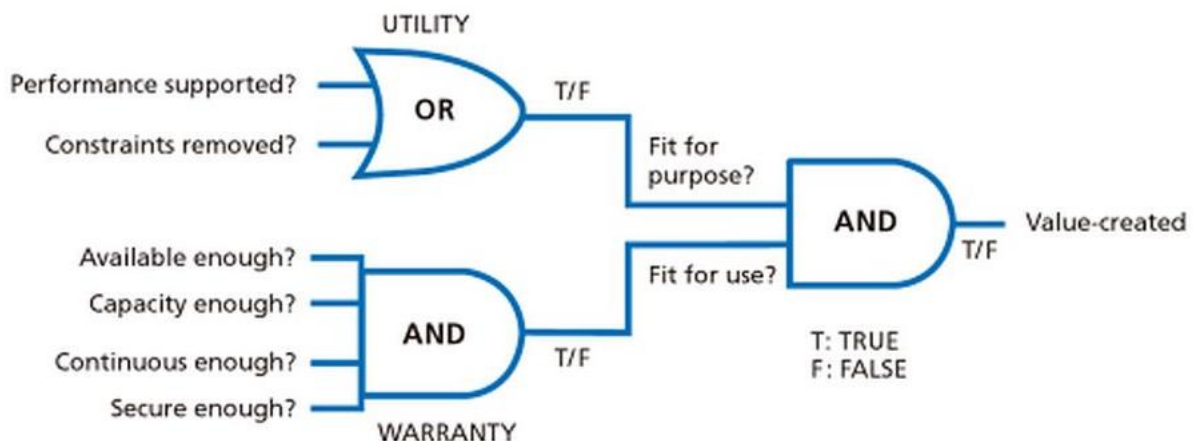 UTILITY
Performance supported?
OR
T/F
Constraints removed?
Fit for
purpose?
AND
Value-created
T/F
Available enough?
Fit for use?
Capacity enough?
AND
Continuous enough?
T/F
Secure enough?
WARRANTY
T: TRUE
F: FALSE